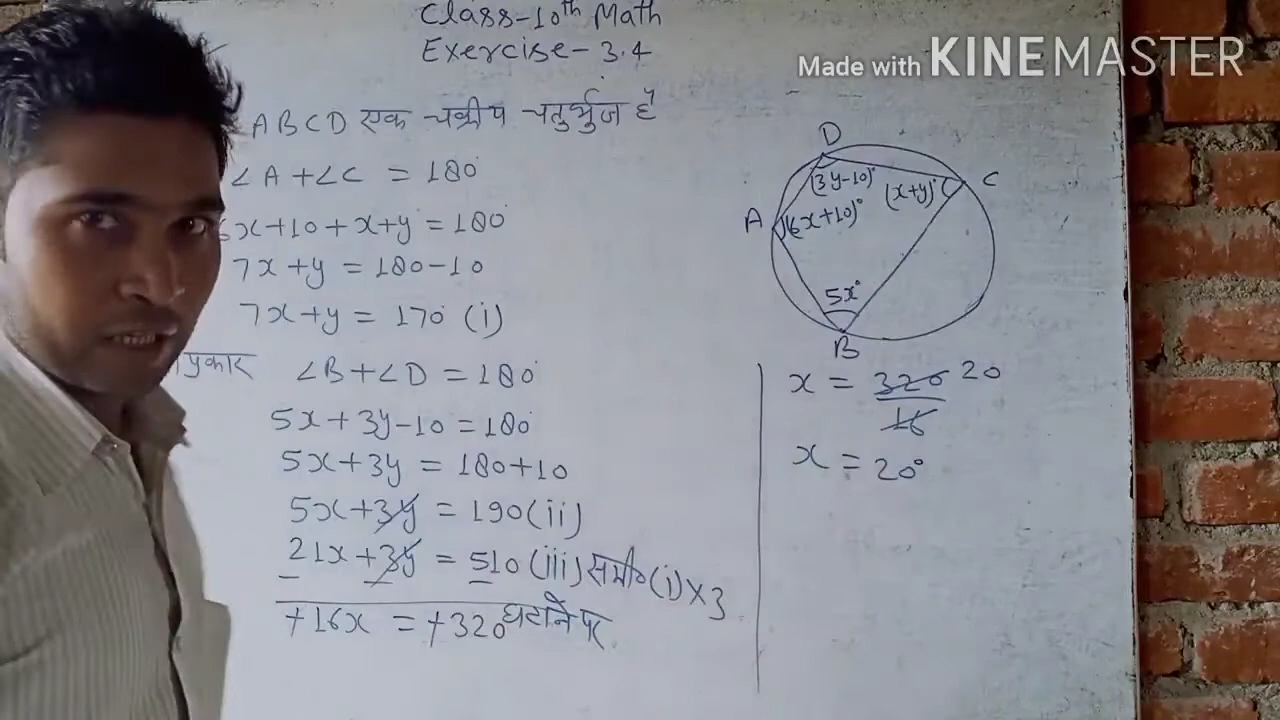 Class-10th Math
Exercise-3.4
Made with KINEMASTER
ABCD एक चक्रीय चतुर्भुज है
∠A+∠C = 180°
6x+10+x+y = 180°
7x+y = 180-10
7x+y = 170° (i)
प्रकार ∠B+∠D = 180°
5x+3y-10 = 180°
5x+3y = 180+10
5x+3y = 190 (ii)
21x+3y = 510 (iii) समी० (i)×3
+16x = +320 घटाने पर
D
C
A
B
(3y-10)°
(x+y)°
(6x+10)°
5x°
x = 320 20
16
x = 20°